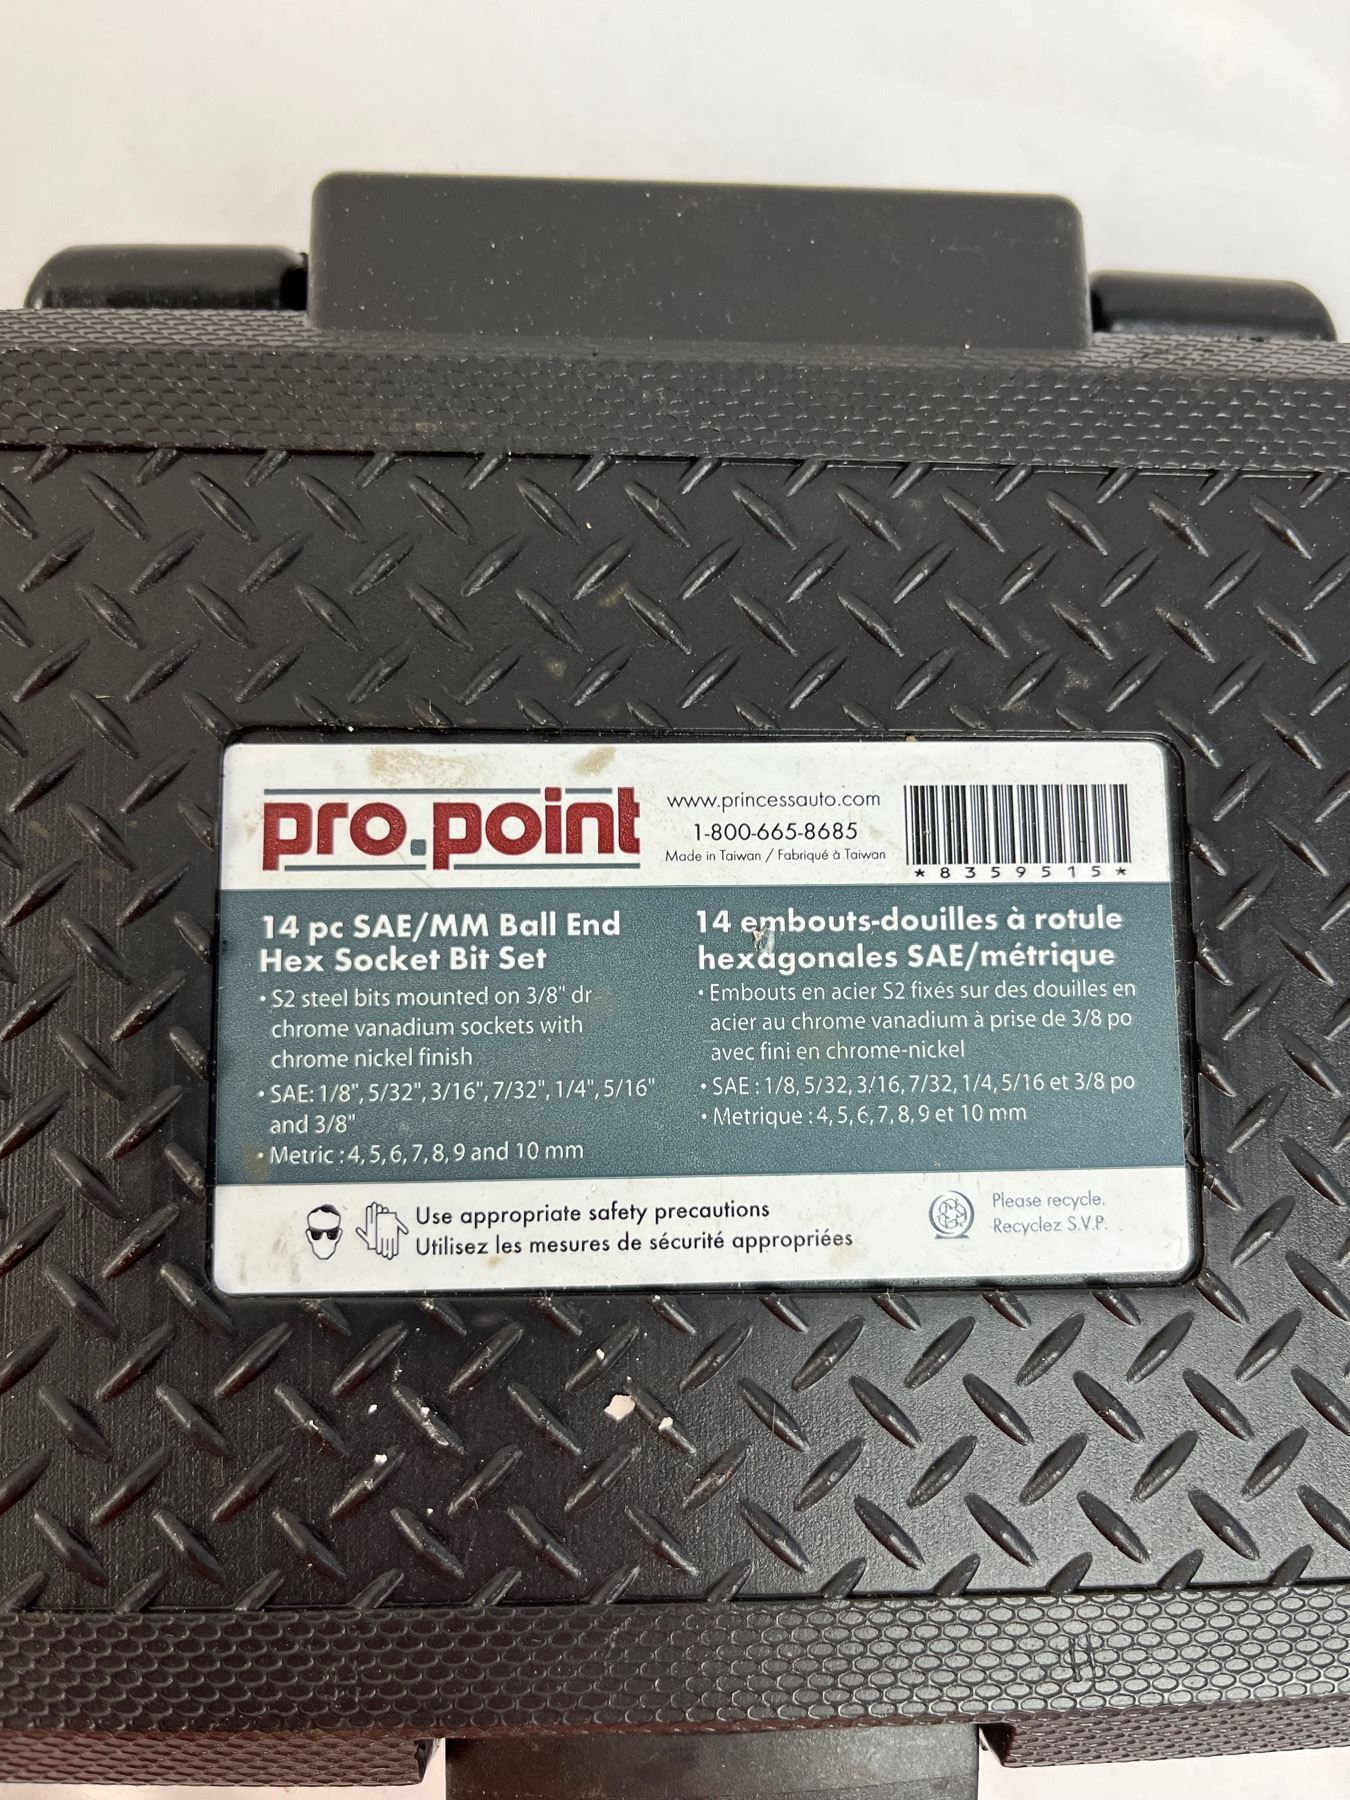 pro.point
www.princessauto.com
1-800-665-8685
Made in Taiwan / Fabriqué à Taiwan
*8359515*
14 pc SAE/MM Ball End
Hex Socket Bit Set
• S2 steel bits mounted on 3/8" dr
chrome vanadium sockets with
chrome nickel finish
• SAE: 1/8", 5/32", 3/16", 7/32", 1/4", 5/16"
and 3/8"
• Metric : 4, 5, 6, 7, 8, 9 and 10 mm
14 embouts-douilles à rotule
hexagonales SAE/métrique
• Embouts en acier S2 fixés sur des douilles en
acier au chrome vanadium à prise de 3/8 po
avec fini en chrome-nickel
• SAE : 1/8, 5/32, 3/16, 7/32, 1/4, 5/16 et 3/8 po
• Metrique : 4, 5, 6, 7, 8, 9 et 10 mm
Use appropriate safety precautions
Utilisez les mesures de sécurité appropriées
Please recycle.
Recyclez S.V.P.